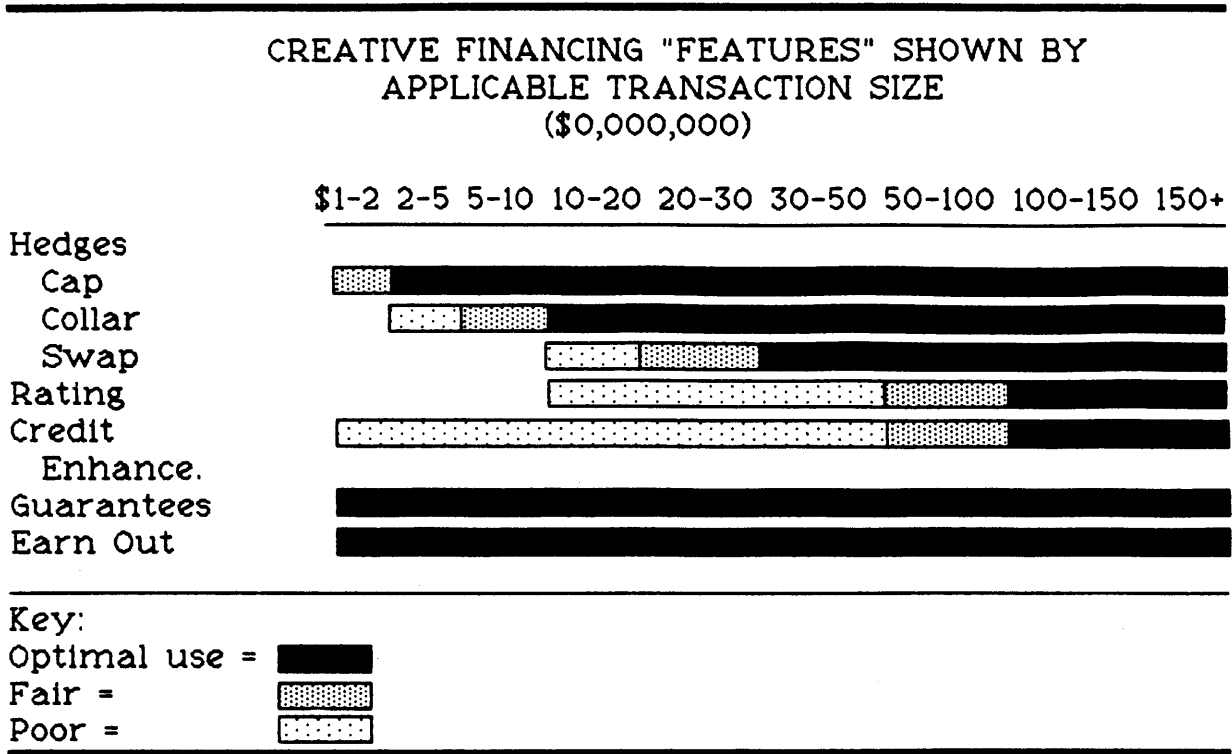 CREATIVE FINANCING "FEATURES" SHOWN BY
APPLICABLE TRANSACTION SIZE
($0,000,000)
$1-2 2-5 5-10 10-20 20-30 30-50 50-100 100-150 150+
Hedges
Cap
Collar
Swap
Rating
Credit
Enhance.
Guarantees
Earn Out
Key:
Optimal use =
Fair =
Poor =